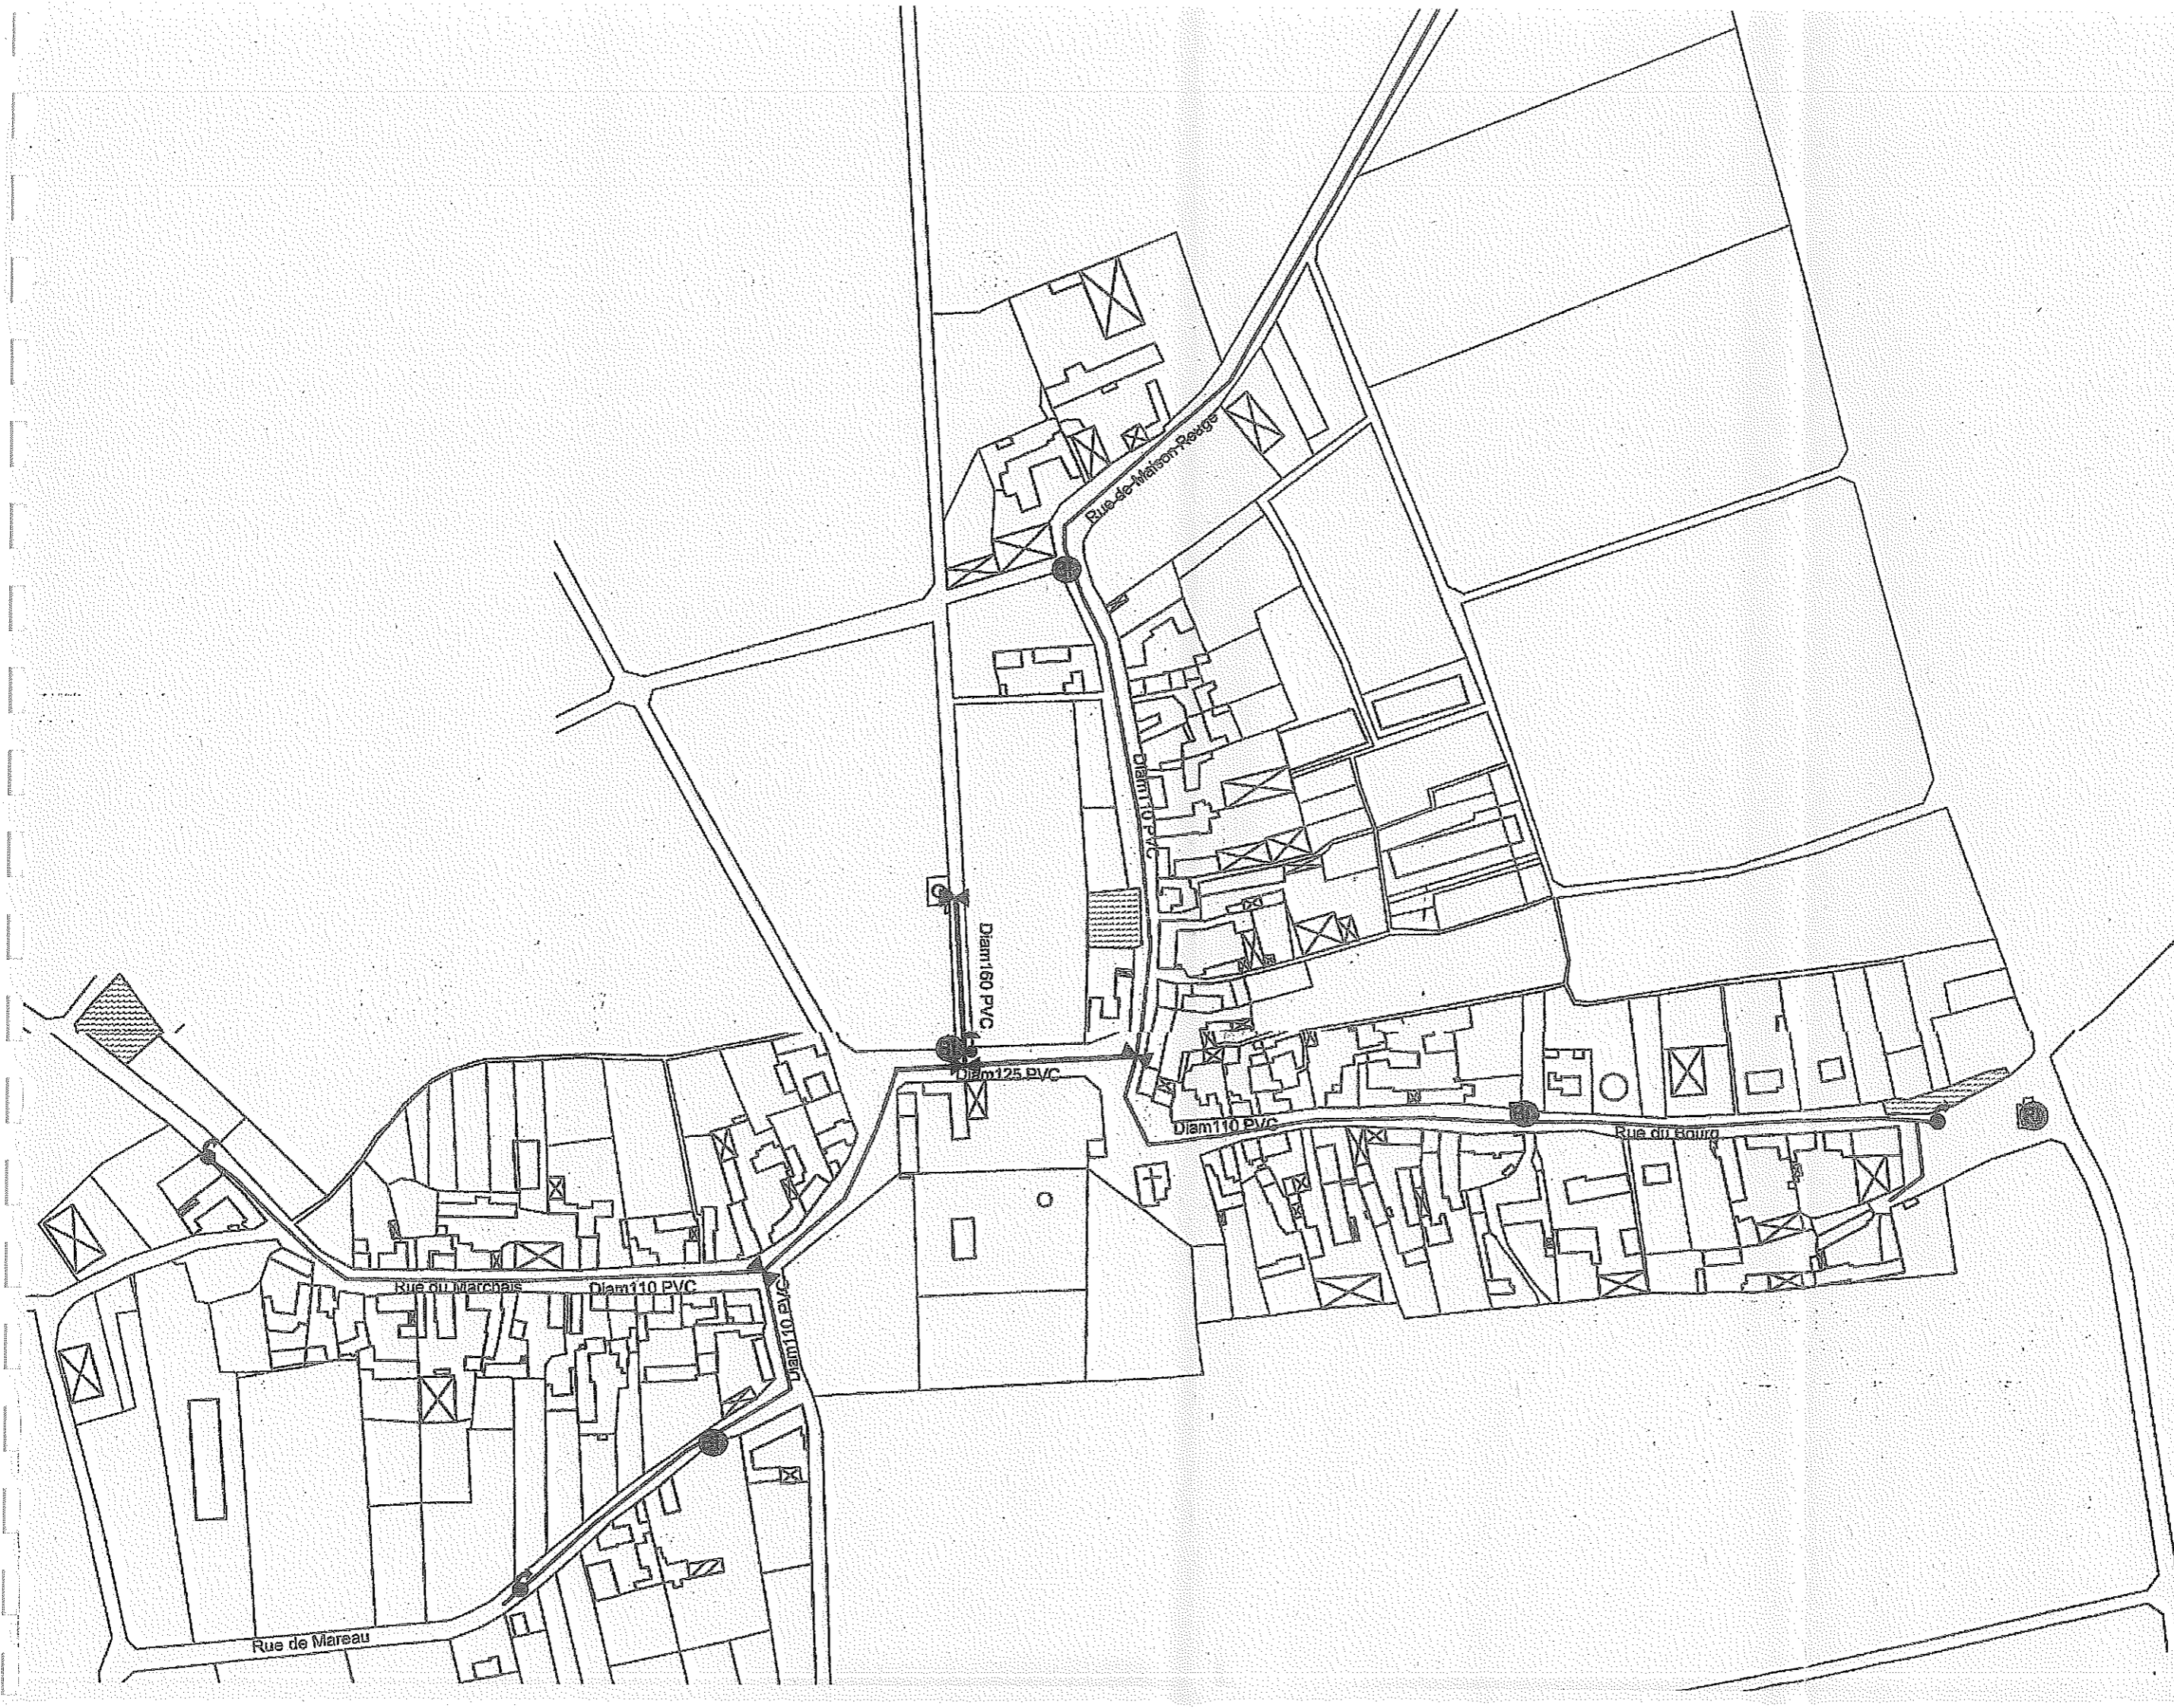 Rue-de-Maison-Rouge
Diam110 PVC
Diam160 PVC
Diam125 PVC
Diam110 PVC
Rue du Bourg
Rue du Marchais
Diam110 PVC
Diam110 PVC
Rue de Mareau